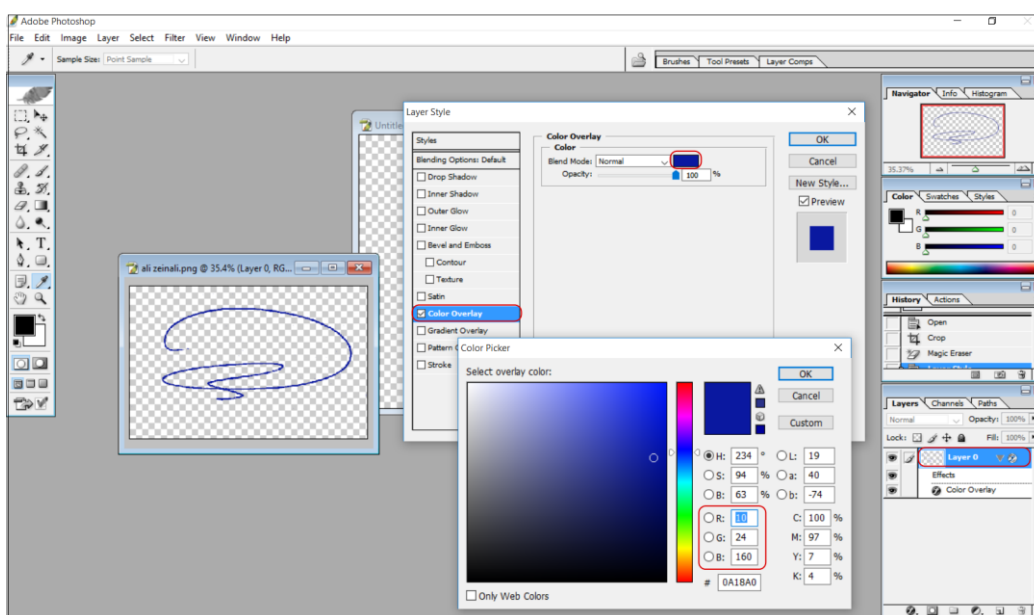 Adobe Photoshop
File Edit Image Layer Select Filter View Window Help
Sample Size: Point Sample
Brushes Tool Presets Layer Comps
Navigator Info Histogram
35.37%
Color Swatches Styles
R 0
G 0
B 0
History Actions
Open
Crop
Magic Eraser
Layers Channels Paths
Normal Opacity: 100%
Lock: Fill: 100%
Layer 0
Effects
Color Overlay
Untitle
ali zeinali.png @ 35.4% (Layer 0, RG...
Layer Style
Styles
Blending Options: Default
Drop Shadow
Inner Shadow
Outer Glow
Inner Glow
Bevel and Emboss
Contour
Texture
Satin
Color Overlay
Gradient Overlay
Pattern
Stroke
Color Overlay
Color
Blend Mode: Normal
Opacity: 100 %
OK
Cancel
New Style...
Preview
Color Picker
Select overlay color:
OK
Cancel
Custom
H: 234 ° L: 19
S: 94 % a: 40
B: 63 % b: -74
R: 10 C: 100 %
G: 24 M: 97 %
B: 160 Y: 7 %
# 0A18A0 K: 4 %
Only Web Colors